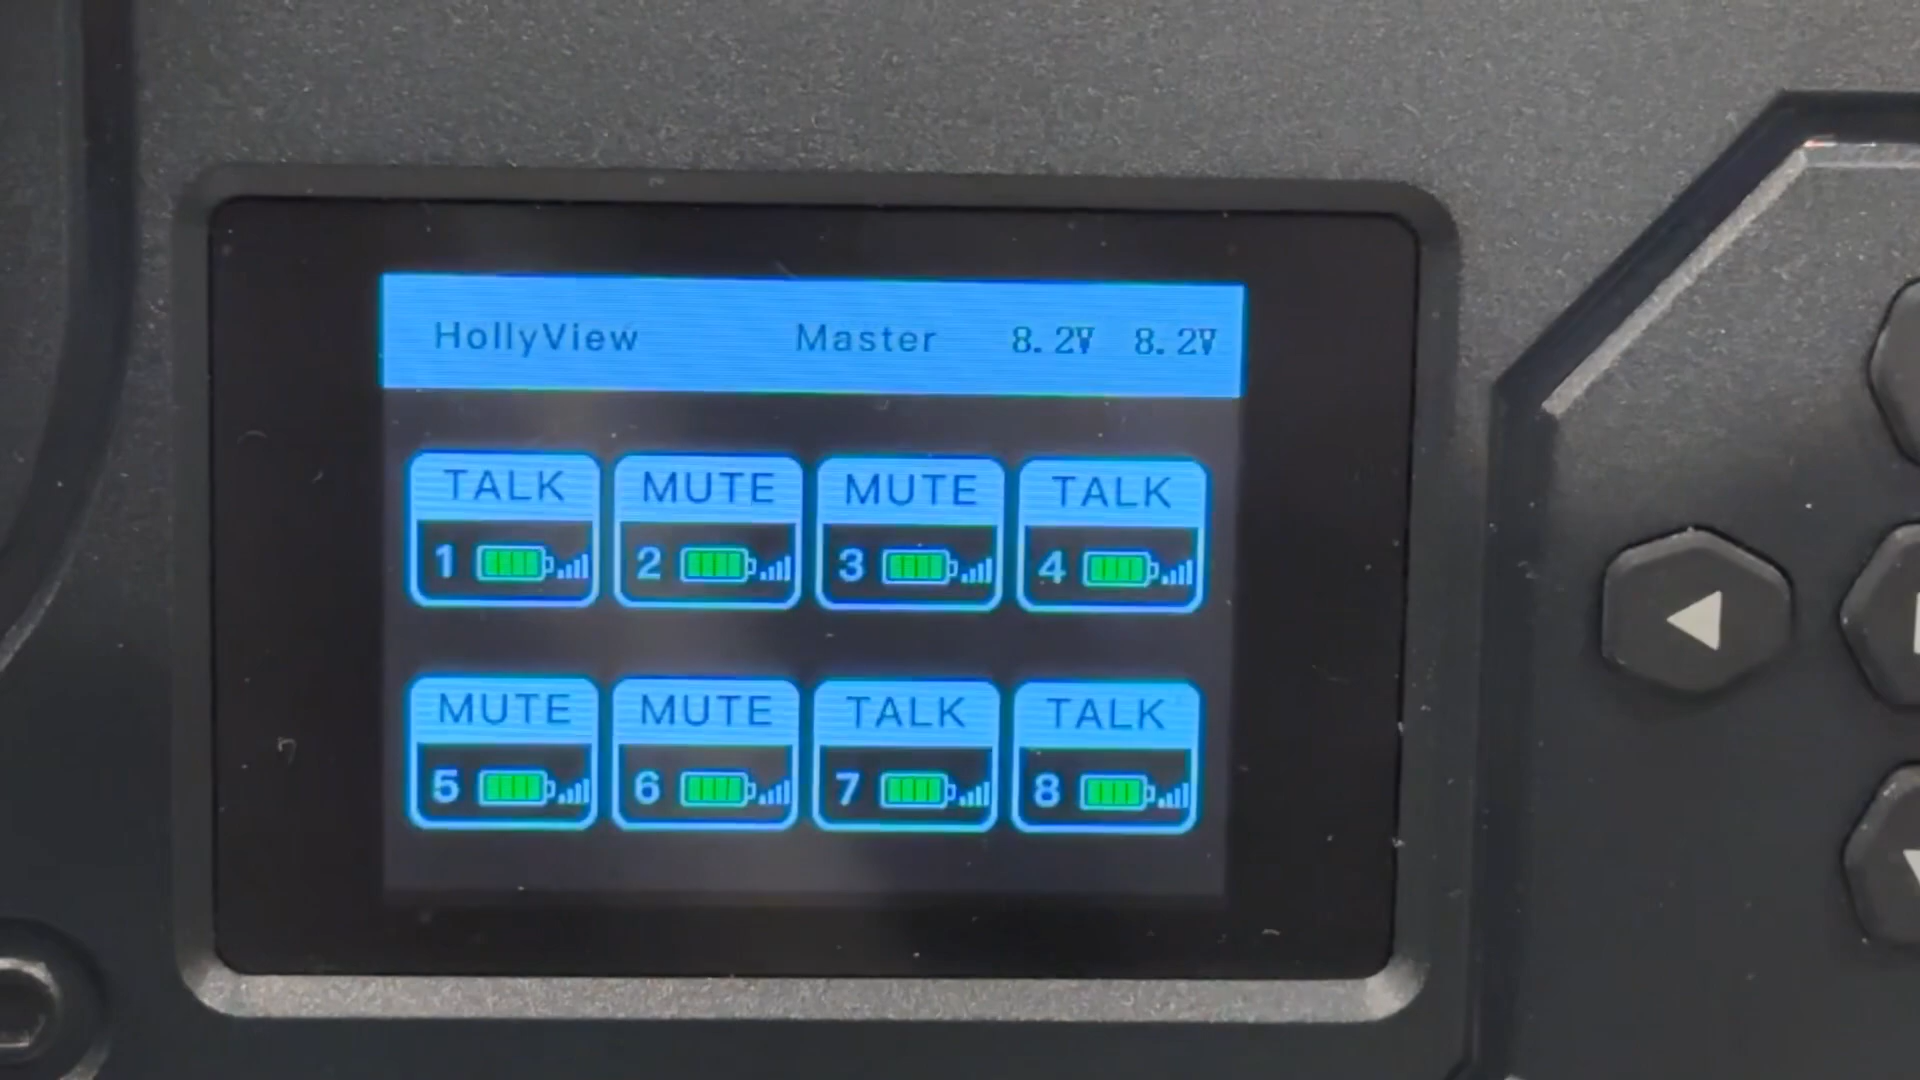 HollyView Master 8.2V 8.2V
TALK MUTE MUTE TALK
1 2 3 4
MUTE MUTE TALK TALK
5 6 7 8